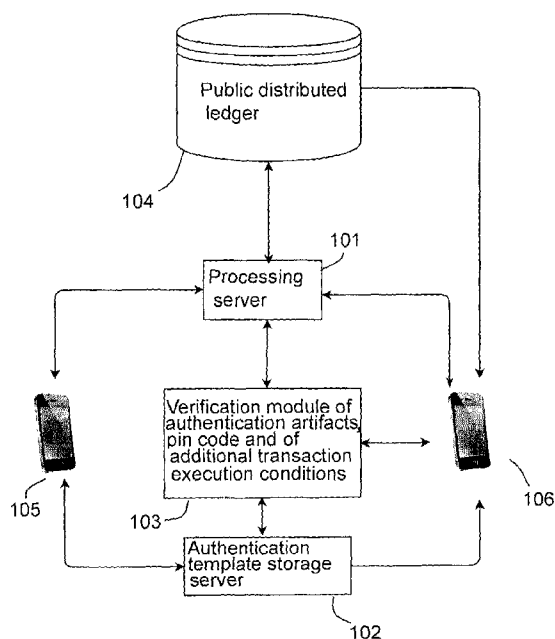 Public distributed
ledger
104
101
Processing
server
Verification module of
authentication artifacts,
pin code and of
additional transaction
execution conditions
105
103
106
Authentication
template storage
server
102